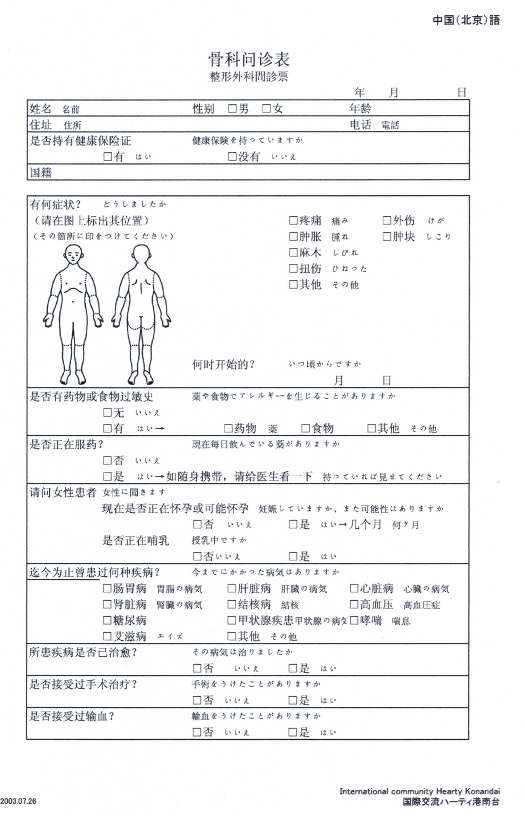 中国（北京）語
骨科问诊表
整形外科問診票
年 月 日
姓名 名前 性别 □男 □女 年龄
住址 住所 电话 電話
是否持有健康保险证 健康保険を持っていますか
□有 はい □没有 いいえ
国籍
有何症状? どうしましたか
（请在图上标出其位置） □疼痛 痛み □外伤 けが
（その箇所に印をつけてください） □肿胀 腫れ □肿块 しこり
□麻木 しびれ
□扭伤 ひねった
□其他 その他
何时开始的? いつ頃からですか
月 日
是否有药物或食物过敏史 薬や食物でアレルギーを生じることがありますか
□无 いいえ
□有 はい→ □药物 薬 □食物 □其他 その他
是否正在服药? 現在毎日飲んでいる薬がありますか
□否 いいえ
□是 はい→如随身携带，请给医生看一下 持っていれば見せてください
请问女性患者 女性に聞きます
现在是否正在怀孕或可能怀孕 妊娠していますか、また可能性はありますか
□否 いいえ □是 はい→几个月 何ケ月
是否正在哺乳 授乳中ですか
□否いいえ □是 はい
迄今为止曾患过何种疾病? 今までにかかった病気はありますか
□肠胃病 胃腸の病気 □肝脏病 肝臓の病気 □心脏病 心臓の病気
□肾脏病 腎臓の病気 □结核病 結核 □高血压 高血圧症
□糖尿病 □甲状腺疾患 甲状腺の病気 □哮喘 喘息
□艾滋病 エイズ □其他 その他
所患疾病是否已治愈? その病気は治りましたか
□否 いいえ □是 はい
是否接受过手术治疗? 手術をうけたことがありますか
□否 いいえ □是 はい
是否接受过输血? 輸血をうけたことがありますか
□否 いいえ □是 はい
International community Hearty Konandai
2003.07.26 国際交流ハーティ港南台